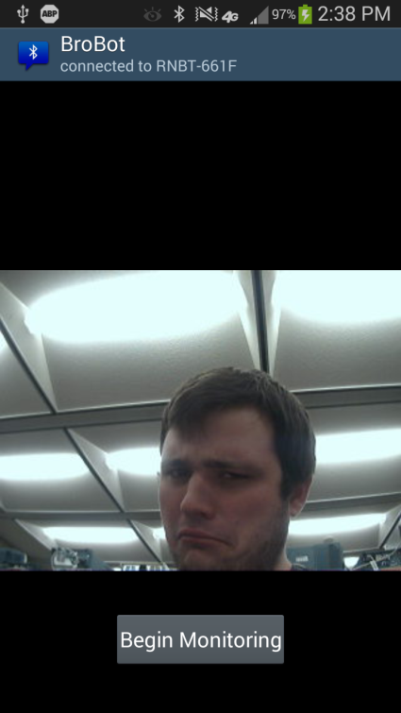 ABP 4G 97% 2:38 PM
BroBot
connected to RNBT-661F
Begin Monitoring